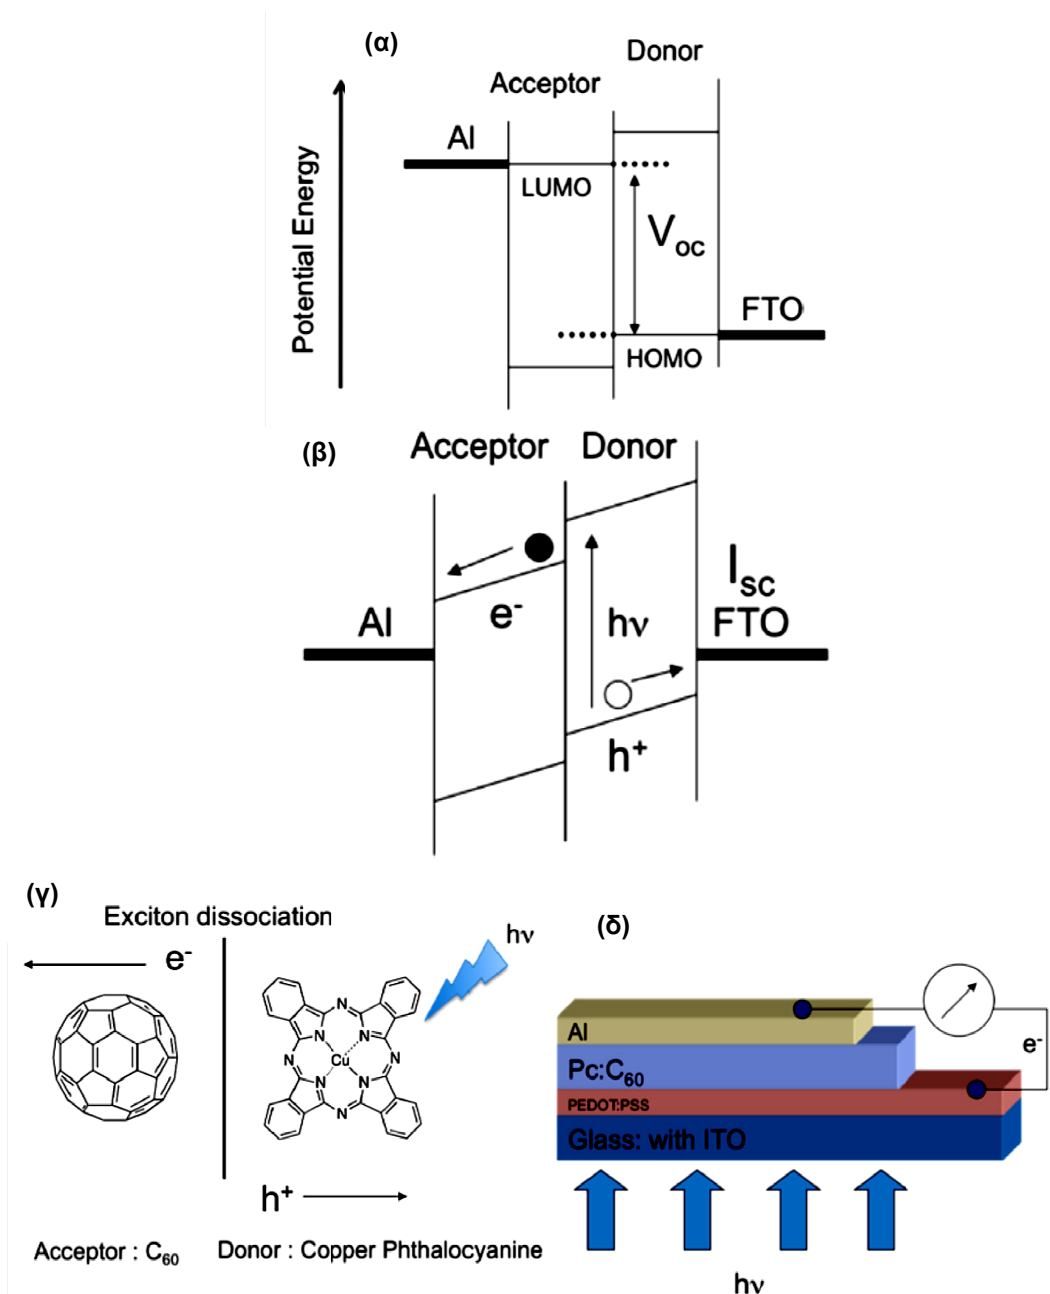 (α)
Donor
Acceptor
Al
LUMO
Potential Energy
Voc
FTO
HOMO
(β)
Acceptor
Donor
Isc
e-
hν
Al
FTO
h+
(γ)
Exciton dissociation
hν
(δ)
e-
N
N
N
N
Cu
N
N
N
N
Al
e-
Pc:C60
PEDOT:PSS
Glass: with ITO
h+
Acceptor : C60
Donor : Copper Phthalocyanine
hν